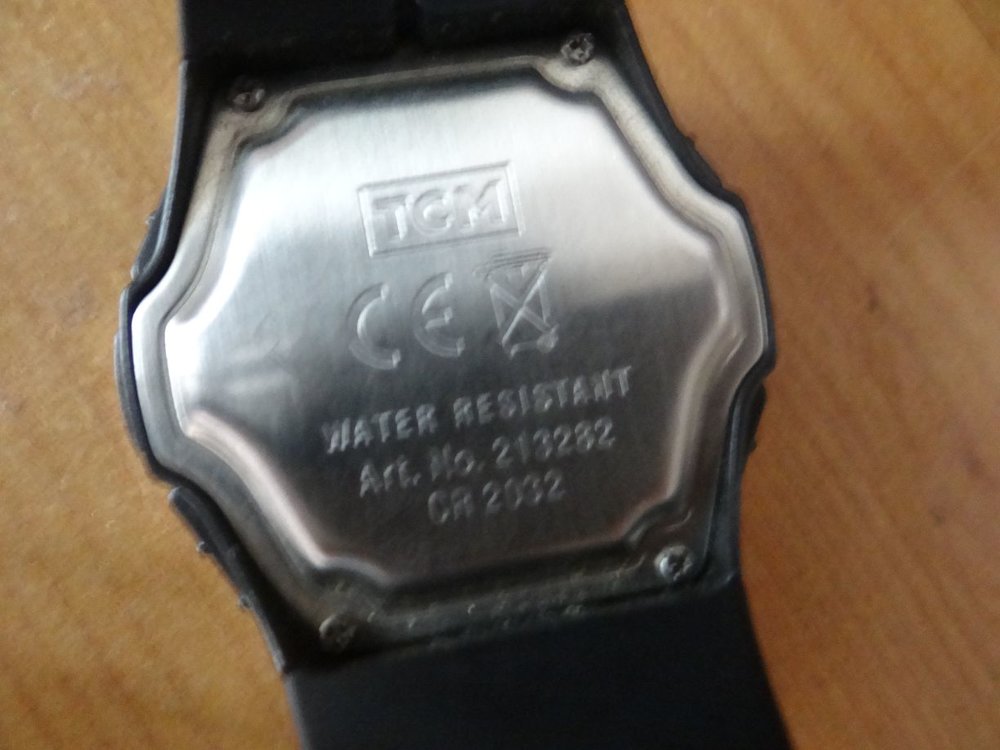 TCM
CE
WATER RESISTANT
Art. No. 213282
CR 2032